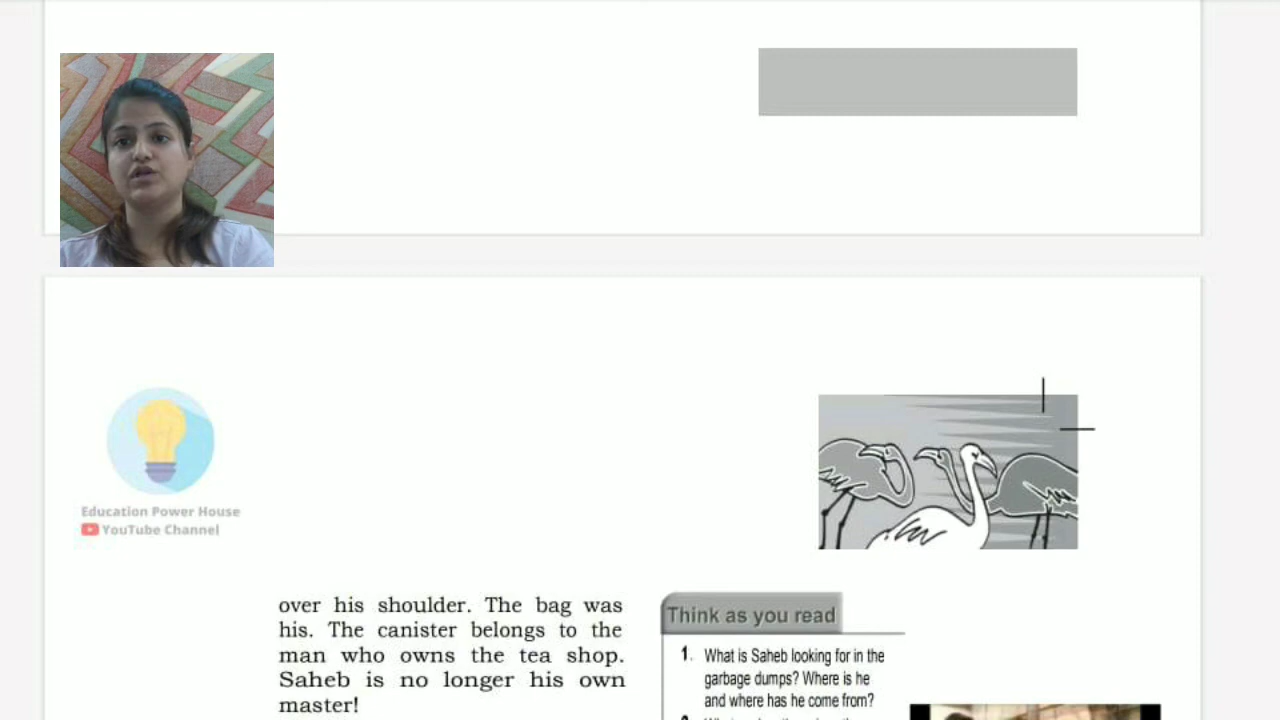 Education Power House
YouTube Channel
over his shoulder. The bag was
his. The canister belongs to the
man who owns the tea shop.
Saheb is no longer his own
master!
Think as you read
1. What is Saheb looking for in the
garbage dumps? Where is he
and where has he come from?